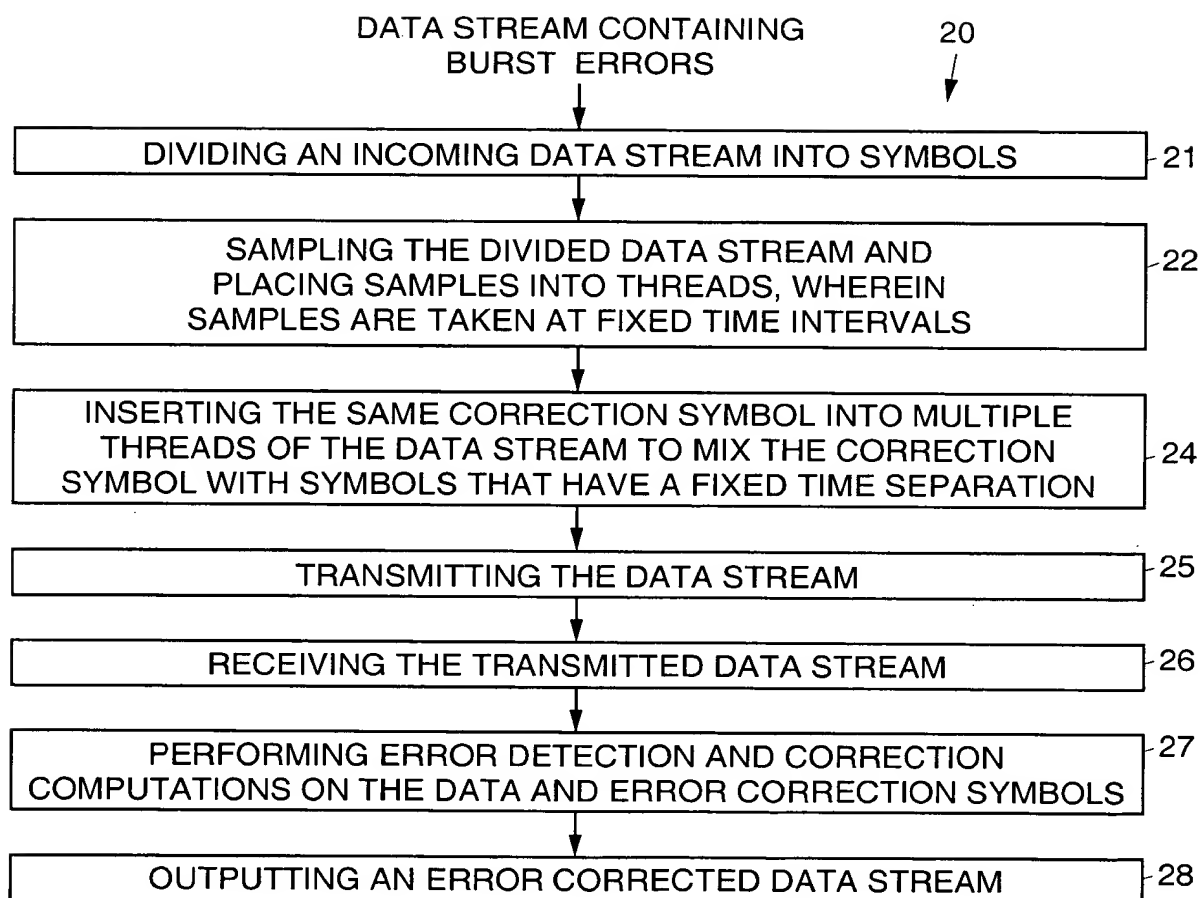 DATA STREAM CONTAINING
BURST ERRORS
20
DIVIDING AN INCOMING DATA STREAM INTO SYMBOLS
21
SAMPLING THE DIVIDED DATA STREAM AND
PLACING SAMPLES INTO THREADS, WHEREIN
SAMPLES ARE TAKEN AT FIXED TIME INTERVALS
22
INSERTING THE SAME CORRECTION SYMBOL INTO MULTIPLE
THREADS OF THE DATA STREAM TO MIX THE CORRECTION
SYMBOL WITH SYMBOLS THAT HAVE A FIXED TIME SEPARATION
24
TRANSMITTING THE DATA STREAM
25
RECEIVING THE TRANSMITTED DATA STREAM
26
PERFORMING ERROR DETECTION AND CORRECTION
COMPUTATIONS ON THE DATA AND ERROR CORRECTION SYMBOLS
27
OUTPUTTING AN ERROR CORRECTED DATA STREAM
28